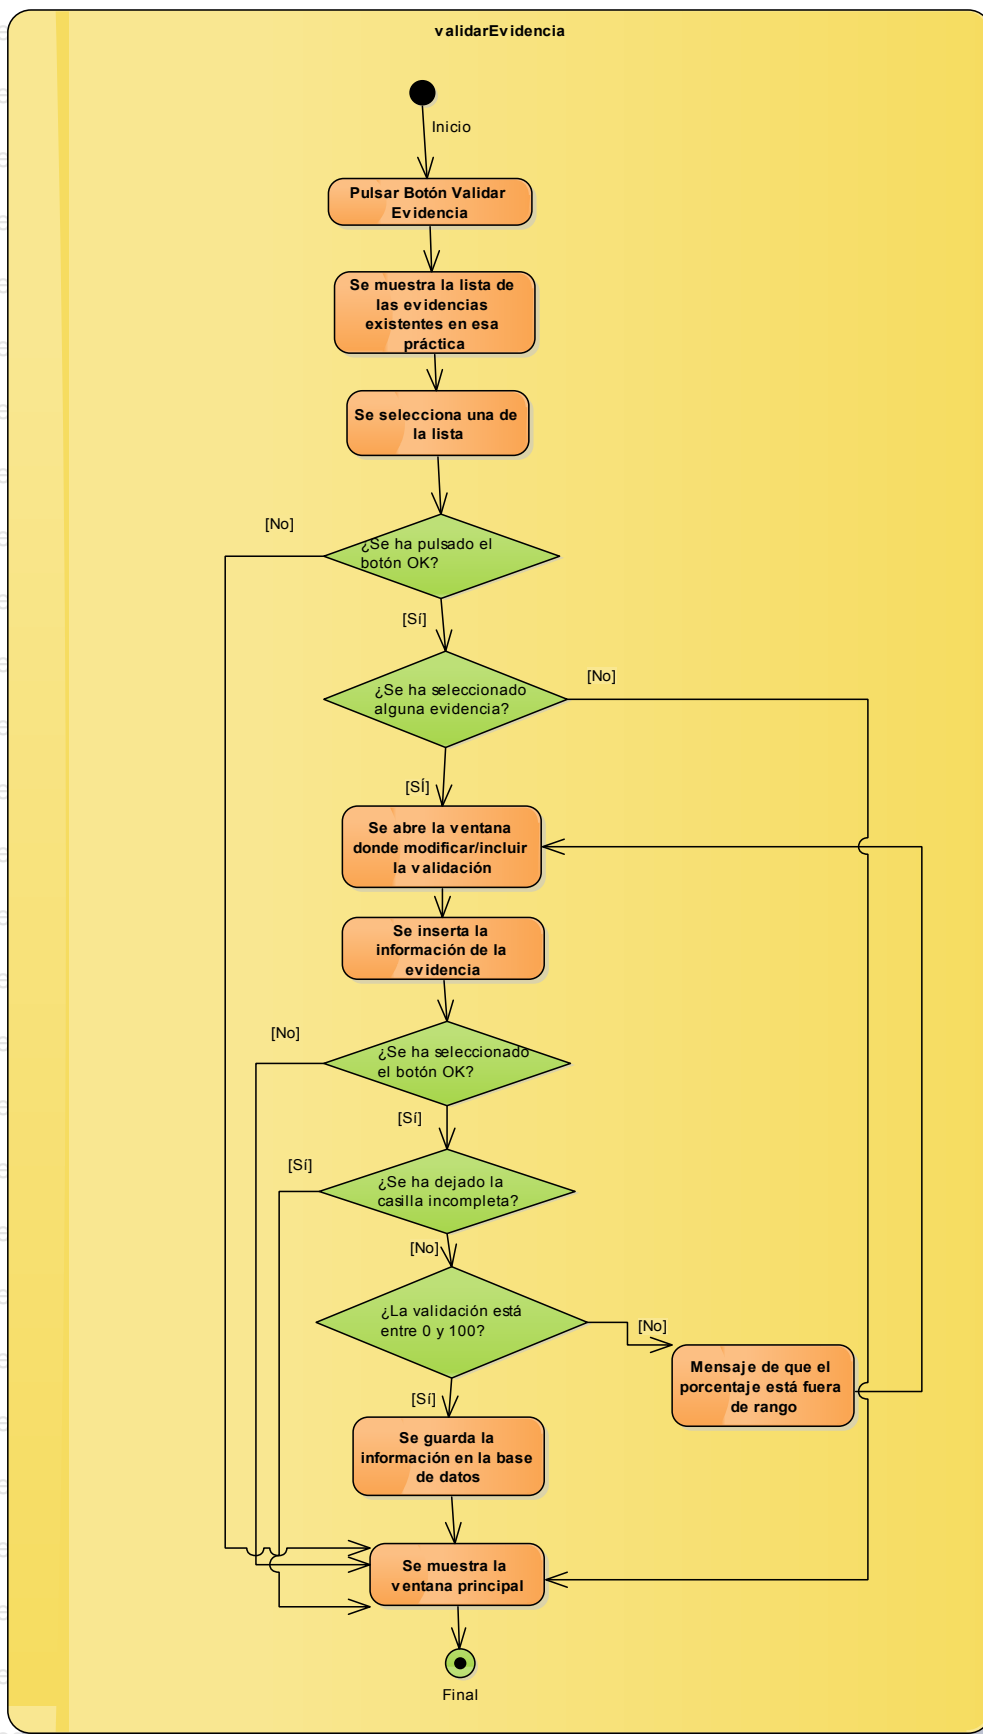 validarEvidencia
Inicio
Pulsar Botón Validar
Evidencia
Se muestra la lista de
las evidencias
existentes en esa
práctica
Se selecciona una de
la lista
[No]
¿Se ha pulsado el
botón OK?
[Sí]
[No]
¿Se ha seleccionado
alguna evidencia?
[SÍ]
Se abre la ventana
donde modificar/incluir
la validación
Se inserta la
información de la
evidencia
[No]
¿Se ha seleccionado
el botón OK?
[Sí]
[Sí]
¿Se ha dejado la
casilla incompleta?
[No]
¿La validación está
entre 0 y 100?
[No]
Mensaje de que el
porcentaje está fuera
de rango
[Sí]
Se guarda la
información en la base
de datos
Se muestra la
ventana principal
Final